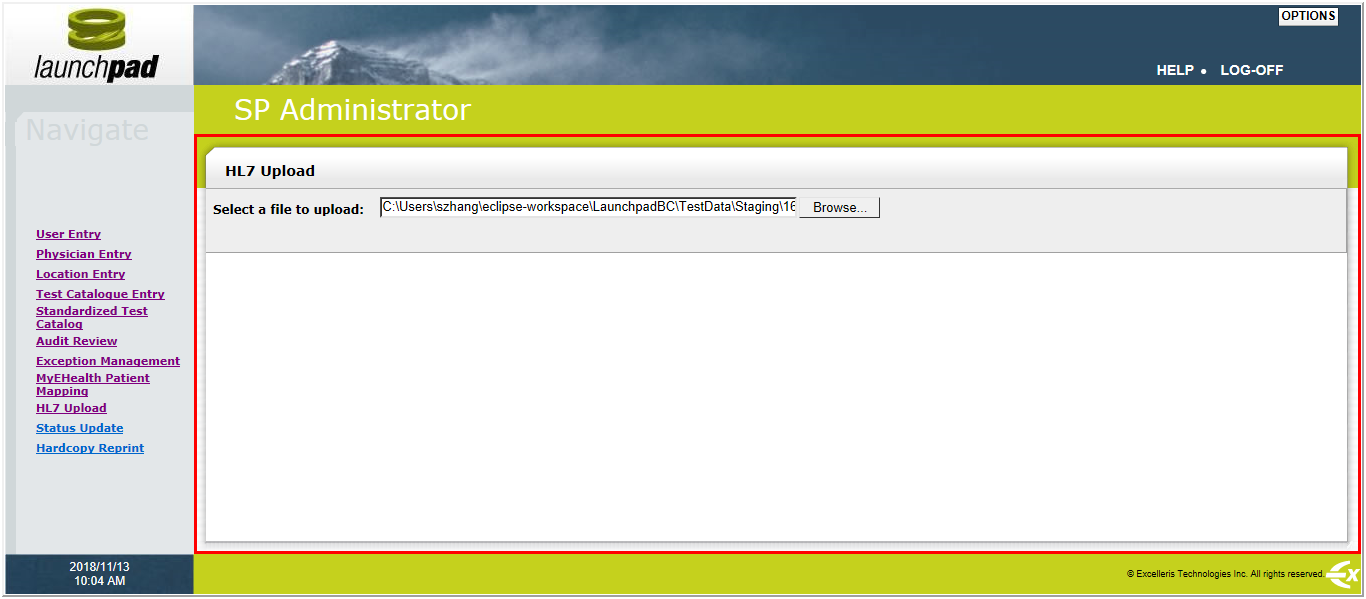 OPTIONS
launchpad
HELP • LOG-OFF
SP Administrator
Navigate
HL7 Upload
Select a file to upload: C:\Users\szhang\eclipse-workspace\LaunchpadBC\TestData\Staging\16 Browse...
User Entry
Physician Entry
Location Entry
Test Catalogue Entry
Standardized Test
Catalog
Audit Review
Exception Management
MyEHealth Patient
Mapping
HL7 Upload
Status Update
Hardcopy Reprint
2018/11/13
10:04 AM
© Excelleris Technologies Inc. All rights reserved.